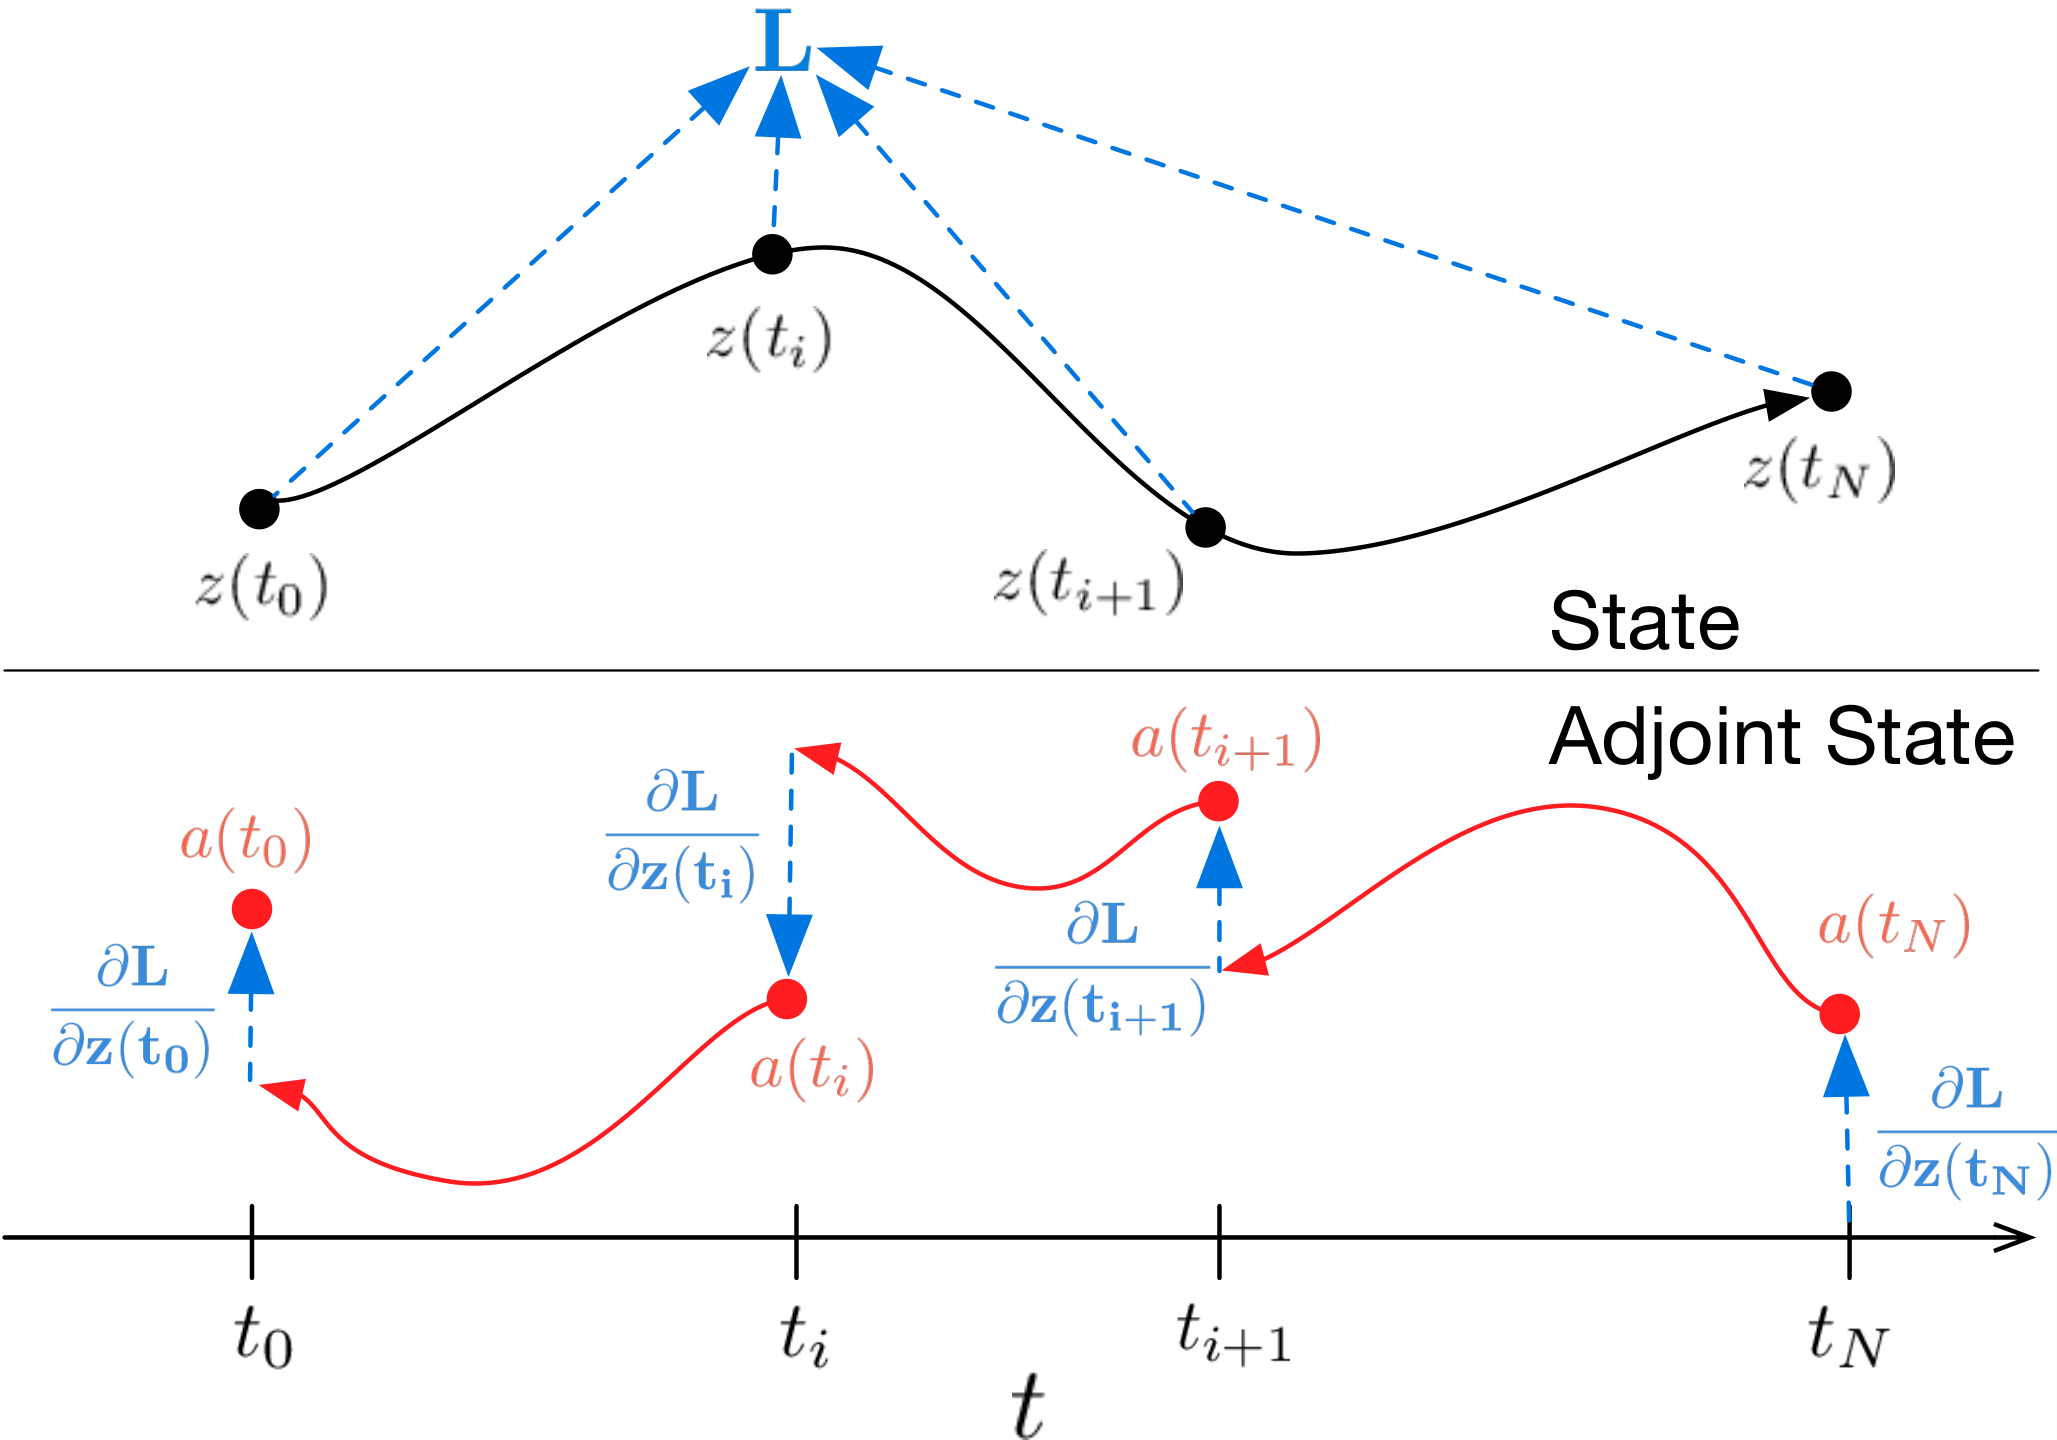 L
z(t_i)
z(t_N)
z(t_0)
z(t_{i+1})
State
Adjoint State
a(t_{i+1})
∂L
∂z(t_i)
a(t_0)
∂L
∂z(t_{i+1})
a(t_N)
∂L
∂z(t_0)
a(t_i)
∂L
∂z(t_N)
t_0 t_i t_{i+1} t_N
t